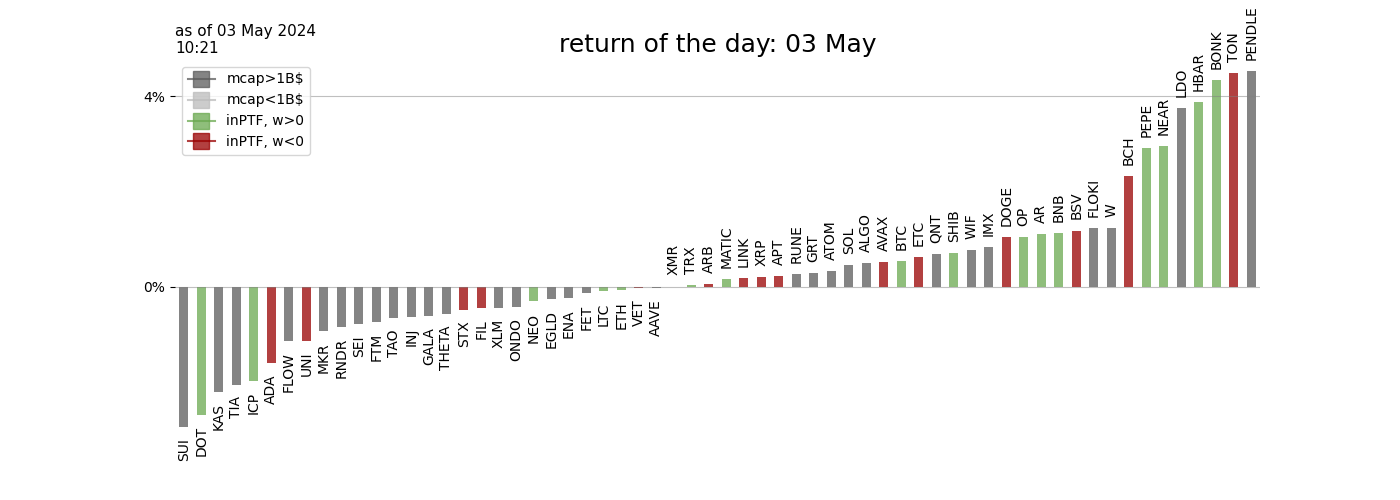 as of 03 May 2024
10:21
return of the day: 03 May
mcap>1B$
mcap<1B$
inPTF, w>0
inPTF, w<0
4%
0%
SUI
DOT
KAS
TIA
ICP
ADA
FLOW
UNI
MKR
RNDR
SEI
FTM
TAO
INJ
GALA
THETA
STX
FIL
XLM
ONDO
NEO
EGLD
ENA
FET
LTC
ETH
VET
AAVE
XMR
TRX
ARB
MATIC
LINK
XRP
APT
RUNE
GRT
ATOM
SOL
ALGO
AVAX
BTC
ETC
QNT
SHIB
WIF
IMX
DOGE
OP
AR
BNB
BSV
FLOKI
W
BCH
PEPE
NEAR
LDO
HBAR
BONK
TON
PENDLE